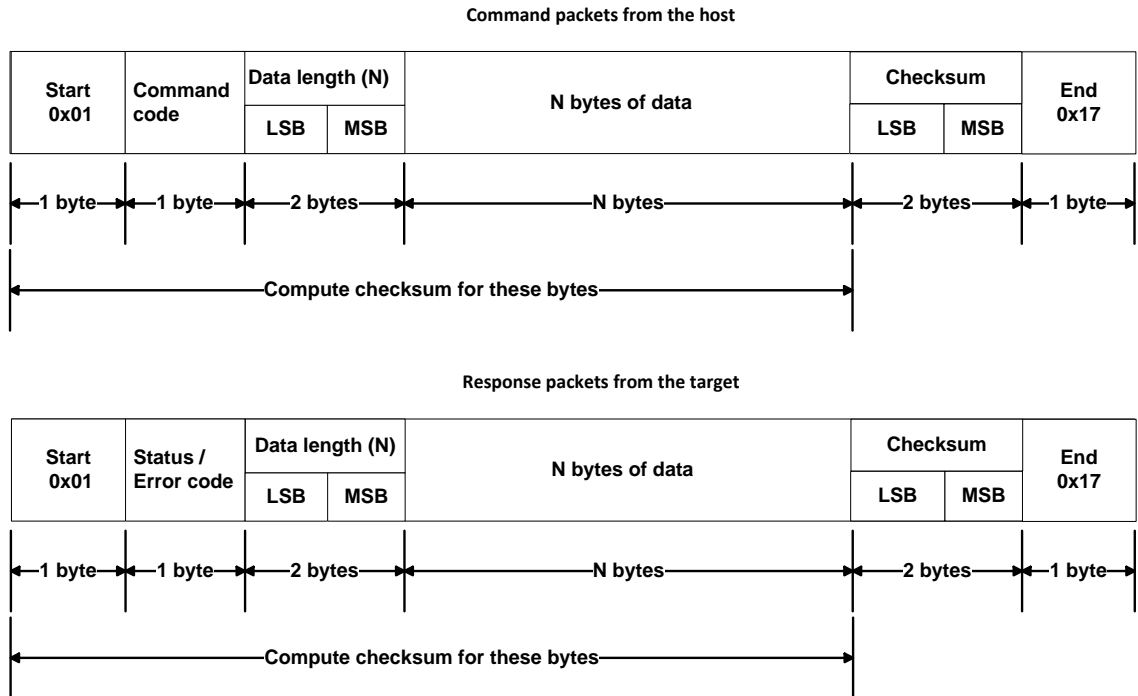 Command packets from the host
Start
0x01
Command
code
Data length (N)
LSB
MSB
N bytes of data
Checksum
LSB
MSB
End
0x17
1 byte
1 byte
2 bytes
N bytes
2 bytes
1 byte
Compute checksum for these bytes
Response packets from the target
Start
0x01
Status /
Error code
Data length (N)
LSB
MSB
N bytes of data
Checksum
LSB
MSB
End
0x17
1 byte
1 byte
2 bytes
N bytes
2 bytes
1 byte
Compute checksum for these bytes